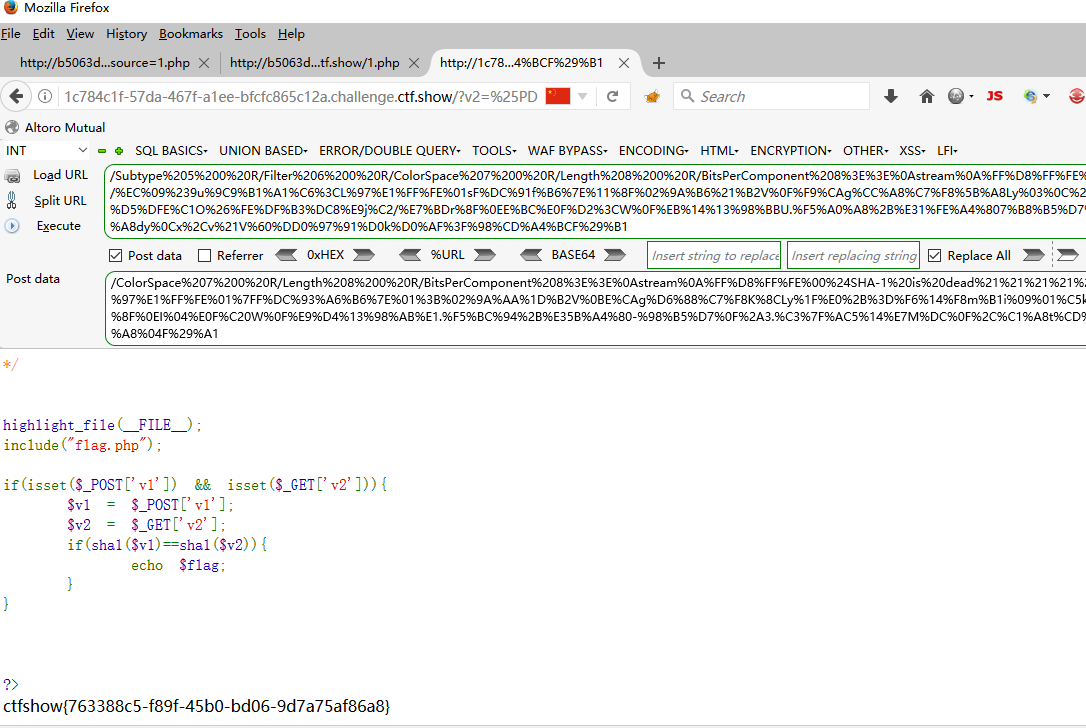 Mozilla Firefox
File Edit View History Bookmarks Tools Help
http://b5063d...source=1.php × http://b5063d...tf.show/1.php × http://1c78...4%BCF%29%B1 × +
1c784c1f-57da-467f-a1ee-bfcfc865c12a.challenge.ctf.show/?v2=%25PD Search JS
Altoro Mutual
INT SQL BASICS UNION BASED ERROR/DOUBLE QUERY TOOLS WAF BYPASS ENCODING HTML ENCRYPTION OTHER XSS LFI
Load URL
Split URL
Execute
/Subtype%205%200%20R/Filter%206%200%20R/ColorSpace%207%200%20R/Length%208%200%20R/BitsPerComponent%208%3E%3E%0Astream%0A%FF%D8%FF%FE%
/%EC%09%239u%9C9%B1%A1%C6%3CL%97%E1%FF%FE%01sF%DC%91f%B6%7E%11%8F%02%9A%B6%21%B2V%0F%F9%CAg%CC%A8%C7%F8%5B%A8Ly%03%0C%2
%D5%DFE%C1O%26%FE%DF%B3%DC8%E9j%C2/%E7%BDr%8F%0EE%BC%E0F%D2%3CW%0F%EB%14%13%98%BBU.%F5%A0%A8%2B%E31%FE%A4%807%B8%B5%D7
%A8dy%0Cx%2Cv%21V%60%DD0%97%91%D0k%D0%AF%3F%98%CD%A4%BCF%29%B1
Post data Referrer 0xHEX %URL BASE64 Insert string to replace Insert replacing string Replace All
Post data
/ColorSpace%207%200%20R/Length%208%200%20R/BitsPerComponent%208%3E%3E%0Astream%0A%FF%D8%FF%FE%00%24SHA-1%20is%20dead%21%21%21%21%2
%97%E1%FF%FE%01%7FF%DC%93%A6%B6%7E%01%3B%02%9A%AA%1D%B2V%0BE%CAg%D6%88%C7%F8K%8CLy%1F%E0%2B%3D%F6%14%F8m%B1i%09%01%C5k
%8F%0EI%04%E0F%C20W%0F%E9%D4%13%98%AB%E1.%F5%BC%94%2B%E35B%A4%80-%98%B5%D7%0F%2A3.%C3%7F%AC5%14%E7M%DC%0F%2C%C1%A8t%CD%
%A8%04F%29%A1
*/
highlight_file(__FILE__);
include("flag.php");
if(isset($_POST['v1']) && isset($_GET['v2'])){
$v1 = $_POST['v1'];
$v2 = $_GET['v2'];
if(sha1($v1)==sha1($v2)){
echo $flag;
}
}
?>
ctfshow{763388c5-f89f-45b0-bd06-9d7a75af86a8}